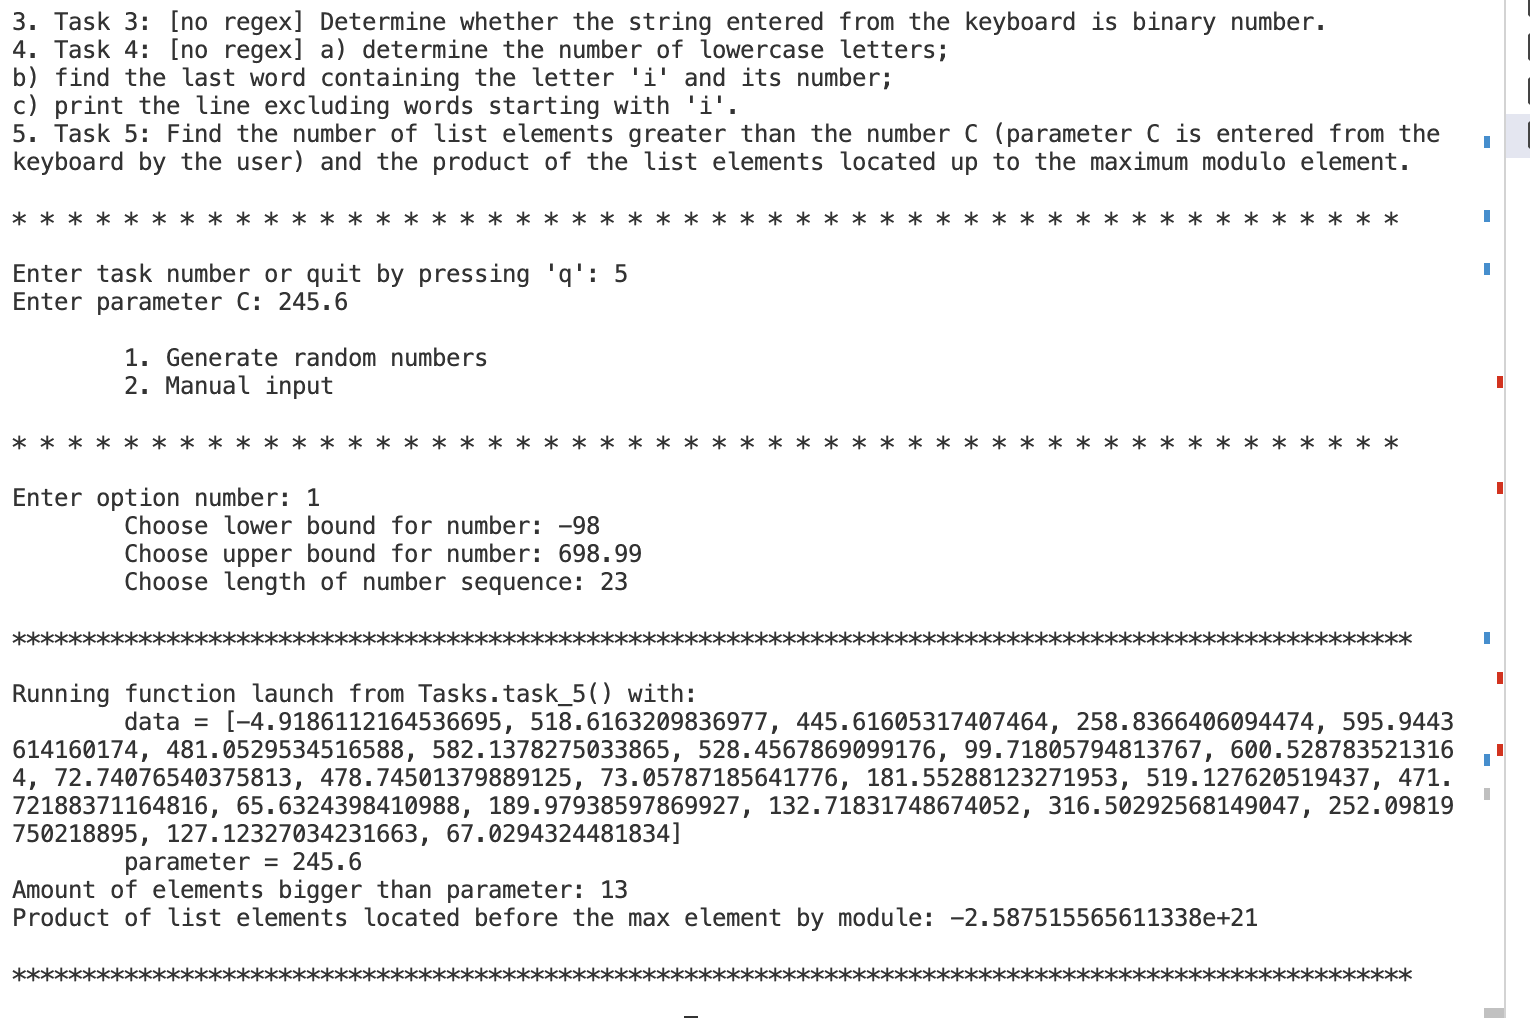 3. Task 3: [no regex] Determine whether the string entered from the keyboard is binary number.
4. Task 4: [no regex] a) determine the number of lowercase letters;
b) find the last word containing the letter 'i' and its number;
c) print the line excluding words starting with 'i'.
5. Task 5: Find the number of list elements greater than the number C (parameter C is entered from the
keyboard by the user) and the product of the list elements located up to the maximum modulo element.
* * * * * * * * * * * * * * * * * * * * * * * * * * * * * * * * * * * * * * * * * * * * * * * * * *
Enter task number or quit by pressing 'q': 5
Enter parameter C: 245.6
1. Generate random numbers
2. Manual input
* * * * * * * * * * * * * * * * * * * * * * * * * * * * * * * * * * * * * * * * * * * * * * * * * *
Enter option number: 1
Choose lower bound for number: -98
Choose upper bound for number: 698.99
Choose length of number sequence: 23
****************************************************************************************************
Running function launch from Tasks.task_5() with:
data = [-4.9186112164536695, 518.6163209836977, 445.61605317407464, 258.8366406094474, 595.9443
614160174, 481.0529534516588, 582.1378275033865, 528.4567869099176, 99.71805794813767, 600.528783521316
4, 72.74076540375813, 478.74501379889125, 73.05787185641776, 181.55288123271953, 519.127620519437, 471.
72188371164816, 65.6324398410988, 189.97938597869927, 132.71831748674052, 316.50292568149047, 252.09819
750218895, 127.12327034231663, 67.0294324481834]
parameter = 245.6
Amount of elements bigger than parameter: 13
Product of list elements located before the max element by module: -2.587515565611338e+21
****************************************************************************************************